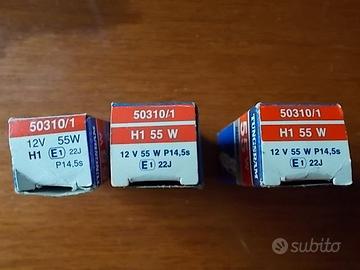 50310/1
12V 55W
H1 E1 22J
P14,5s
50310/1
H1 55 W
12 V 55 W P14,5s
E1 22J
TUNGSRAM
50310/1
H1 55 W
12 V 55 W P14,5s
E1 22J
subito